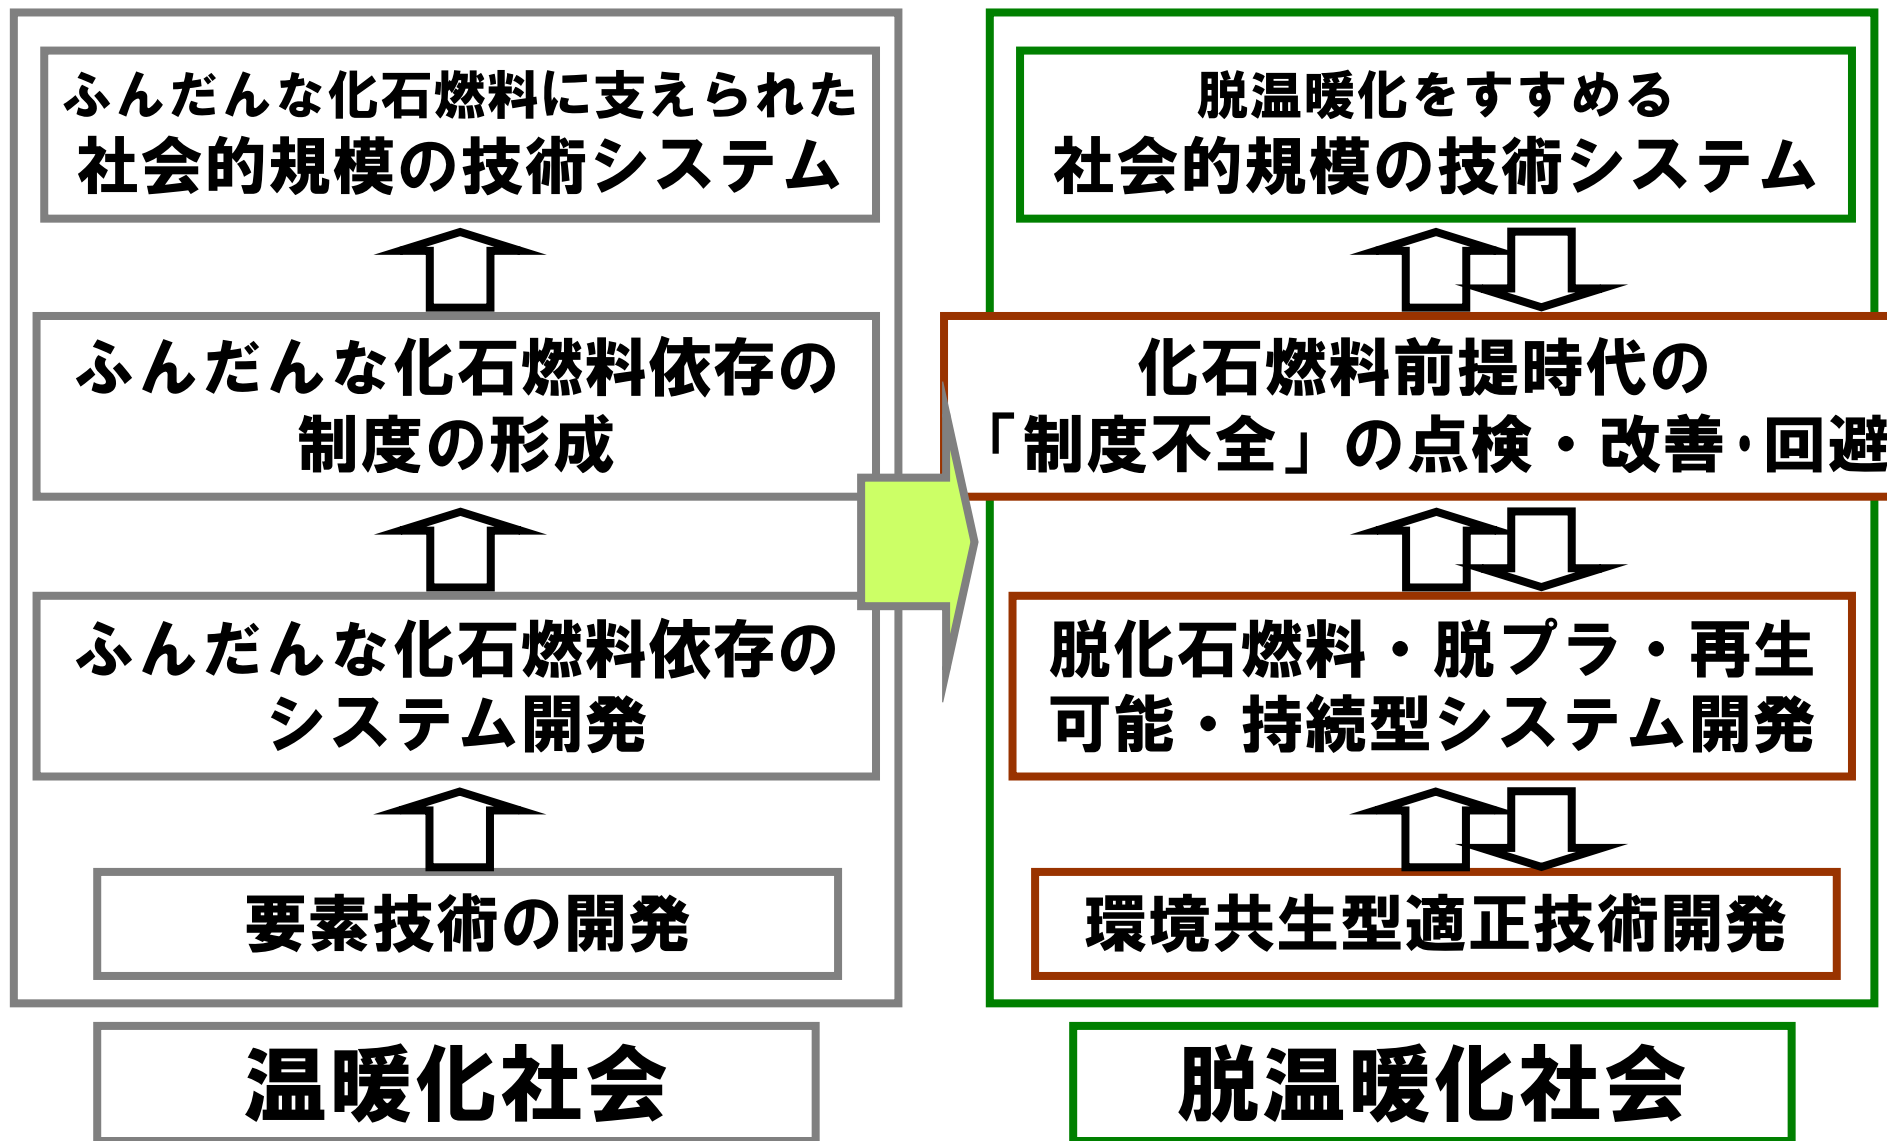 ふんだんな化石燃料に支えられた
社会的規模の技術システム
ふんだんな化石燃料依存の
制度の形成
ふんだんな化石燃料依存の
システム開発
要素技術の開発
温暖化社会
脱温暖化をすすめる
社会的規模の技術システム
化石燃料前提時代の
「制度不全」の点検・改善･回避
脱化石燃料・脱プラ・再生
可能・持続型システム開発
環境共生型適正技術開発
脱温暖化社会